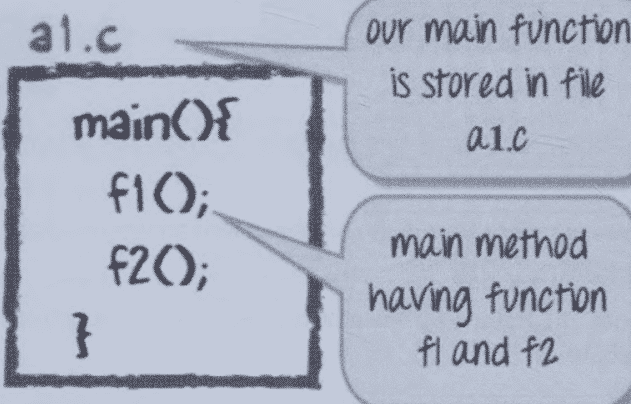 a1.c
our main function
is stored in file
a1.c
main(){
f1();
f2();
}
main method
having function
f1 and f2